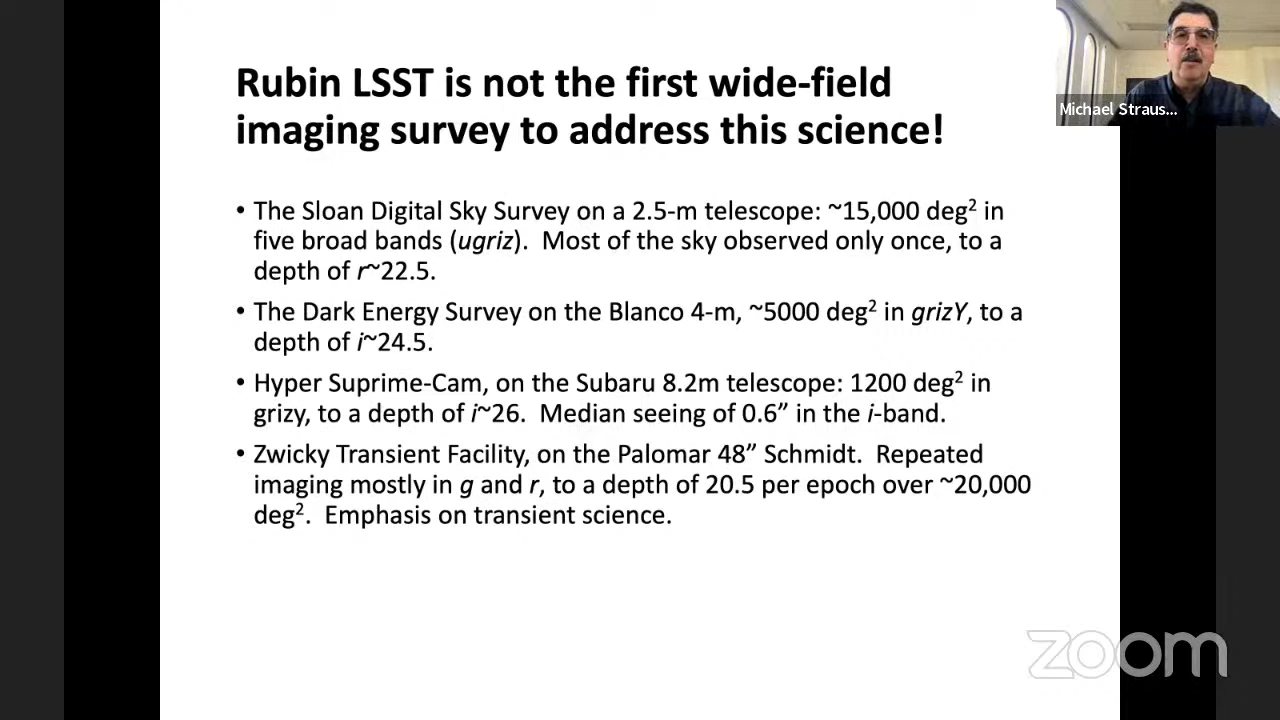 Rubin LSST is not the first wide-field
imaging survey to address this science!
Michael Straus...
• The Sloan Digital Sky Survey on a 2.5-m telescope: ~15,000 deg² in
five broad bands (ugriz).  Most of the sky observed only once, to a
depth of r~22.5.
• The Dark Energy Survey on the Blanco 4-m, ~5000 deg² in grizY, to a
depth of i~24.5.
• Hyper Suprime-Cam, on the Subaru 8.2m telescope: 1200 deg² in
grizy, to a depth of i~26.  Median seeing of 0.6” in the i-band.
• Zwicky Transient Facility, on the Palomar 48” Schmidt.  Repeated
imaging mostly in g and r, to a depth of 20.5 per epoch over ~20,000
deg².  Emphasis on transient science.
zoom